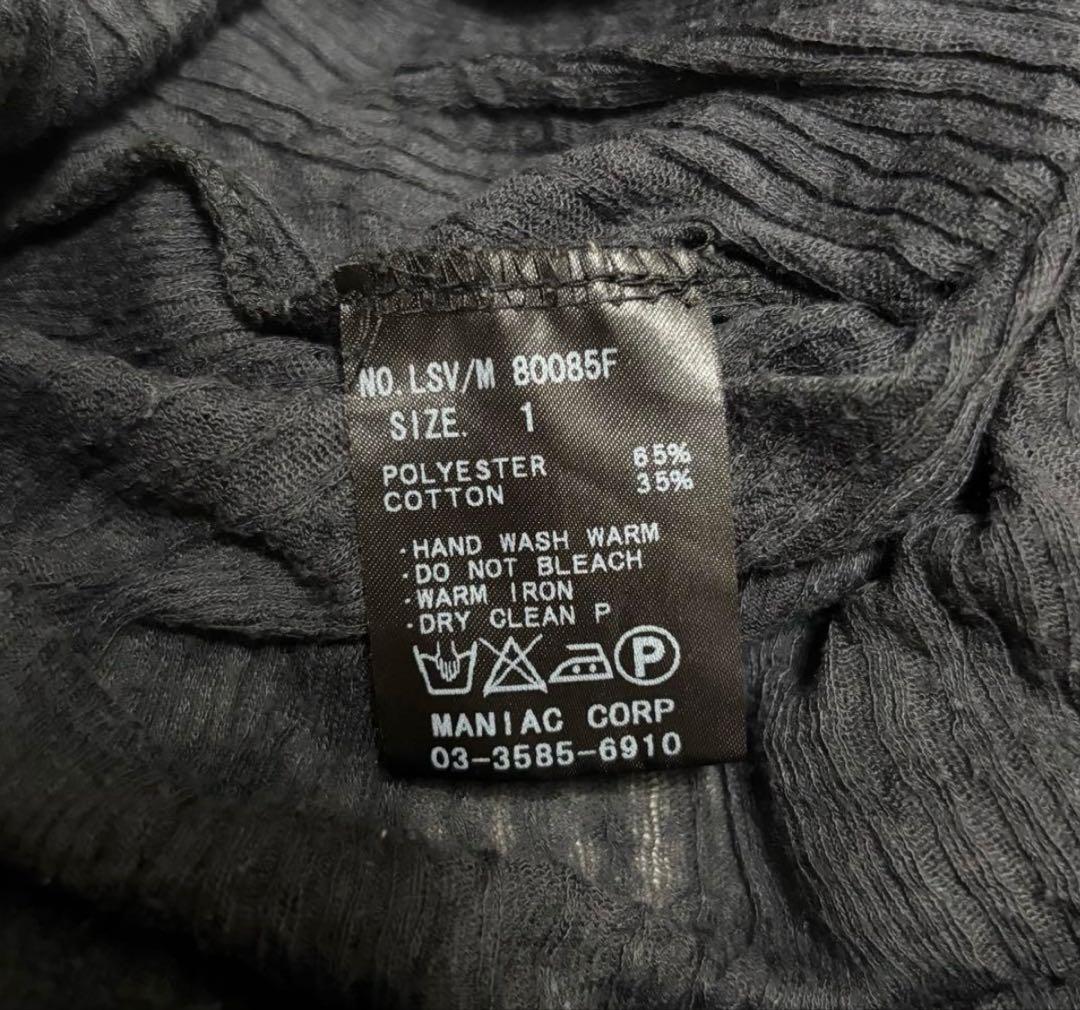 NO.LSV/M 80085F
SIZE. 1
POLYESTER 65%
COTTON 35%
·HAND WASH WARM
·DO NOT BLEACH
·WARM IRON
·DRY CLEAN P
P
MANIAC CORP
03-3585-6910